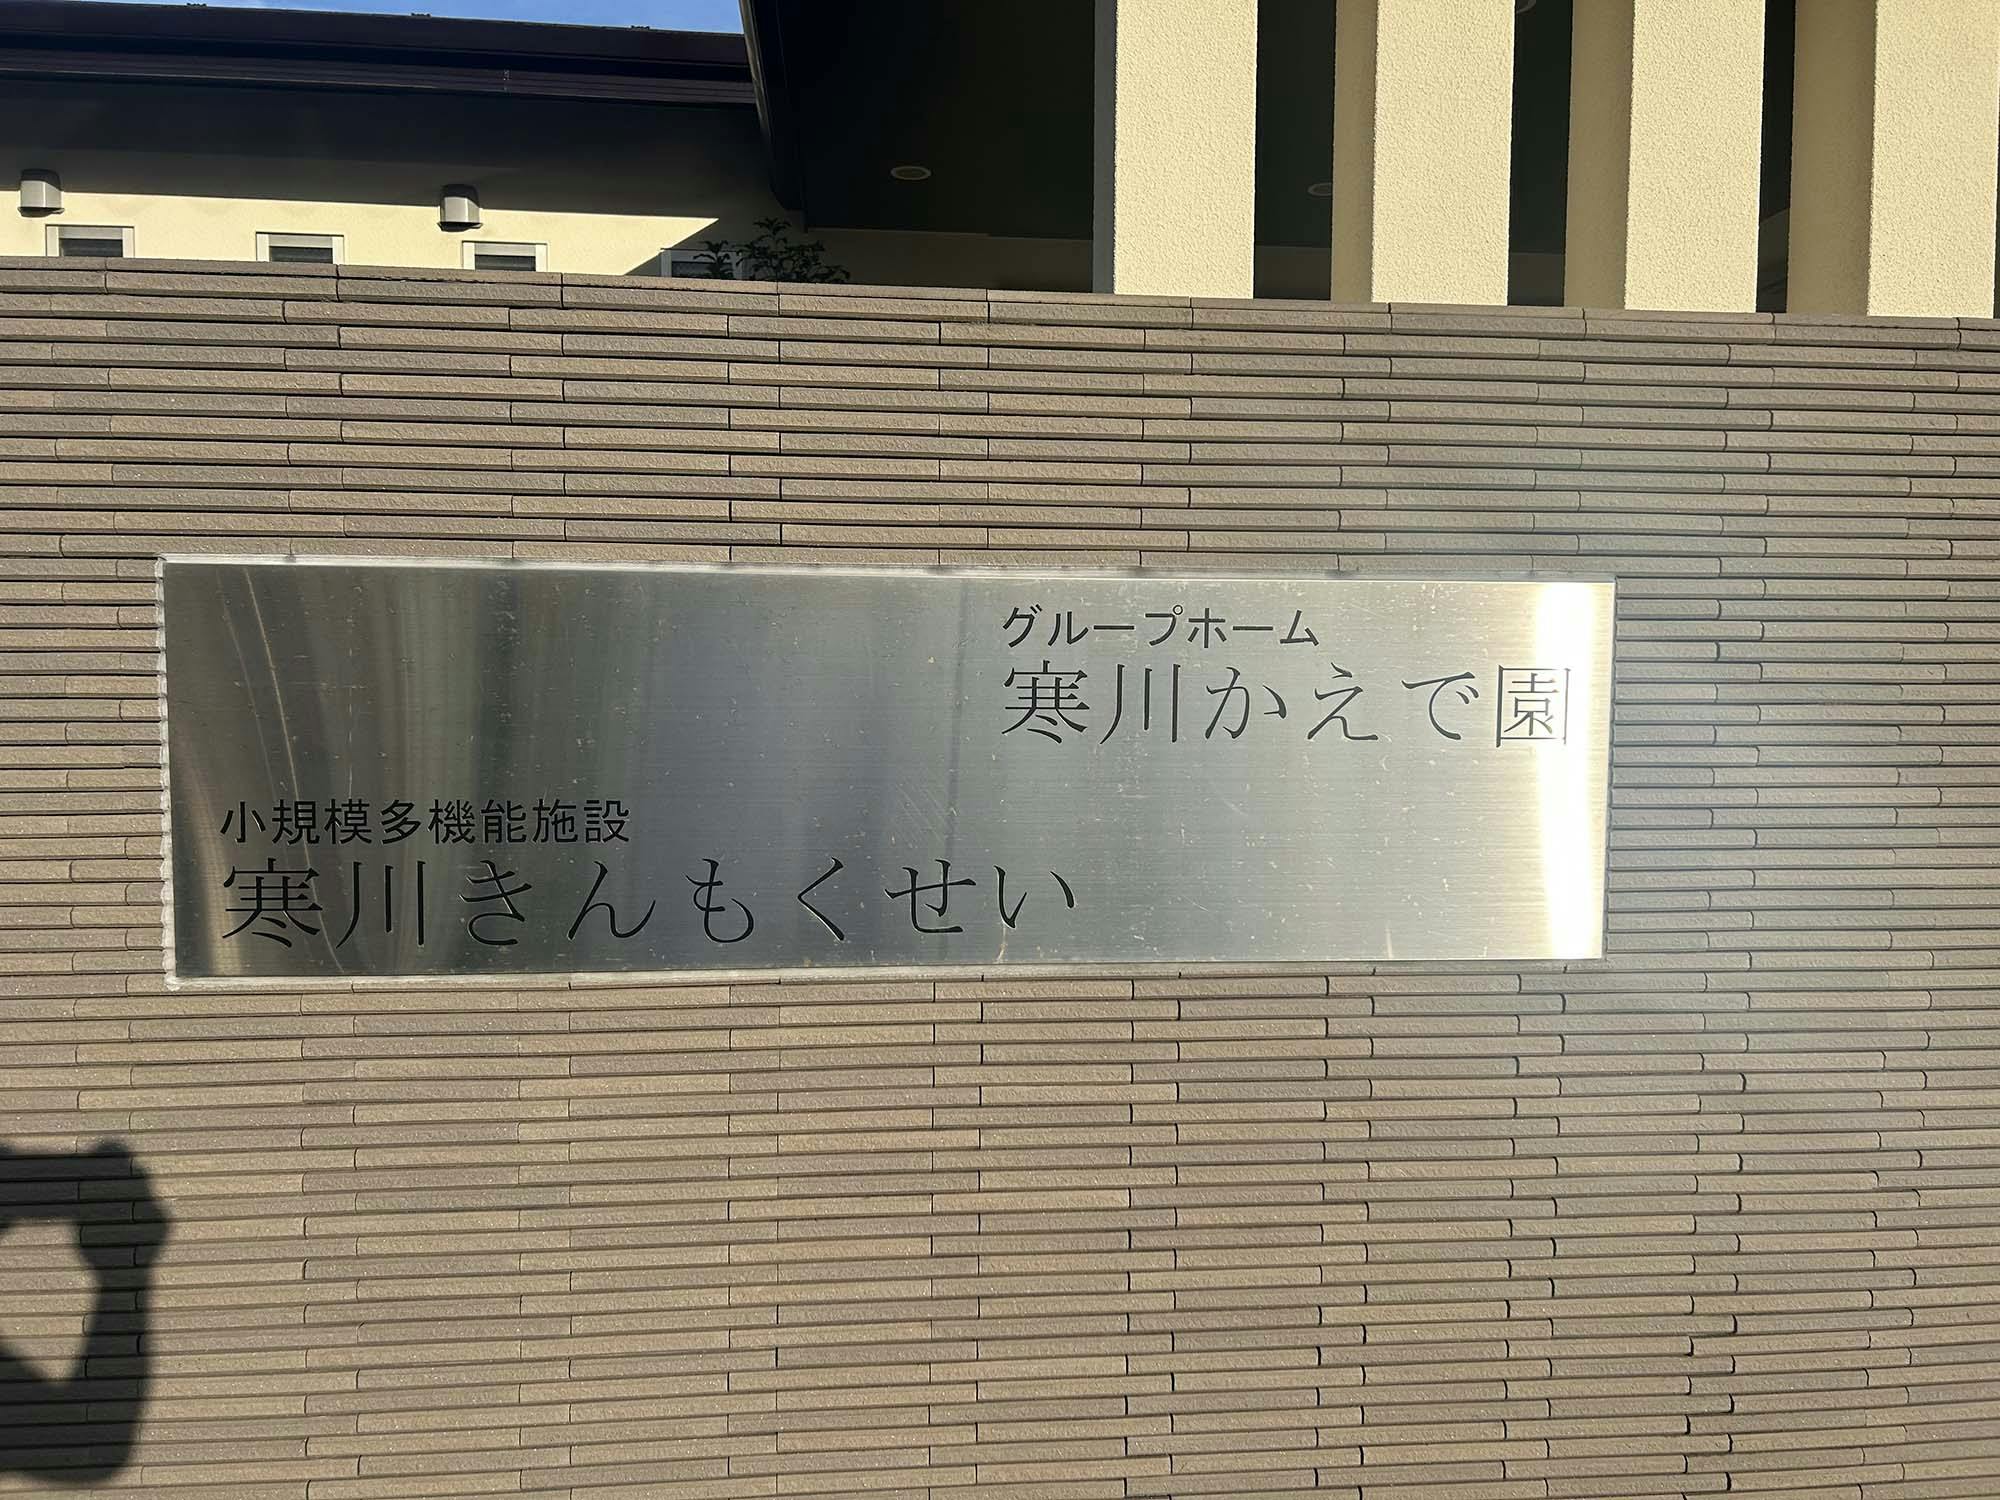 グループホーム
寒川かえで園
小規模多機能施設
寒川きんもくせい